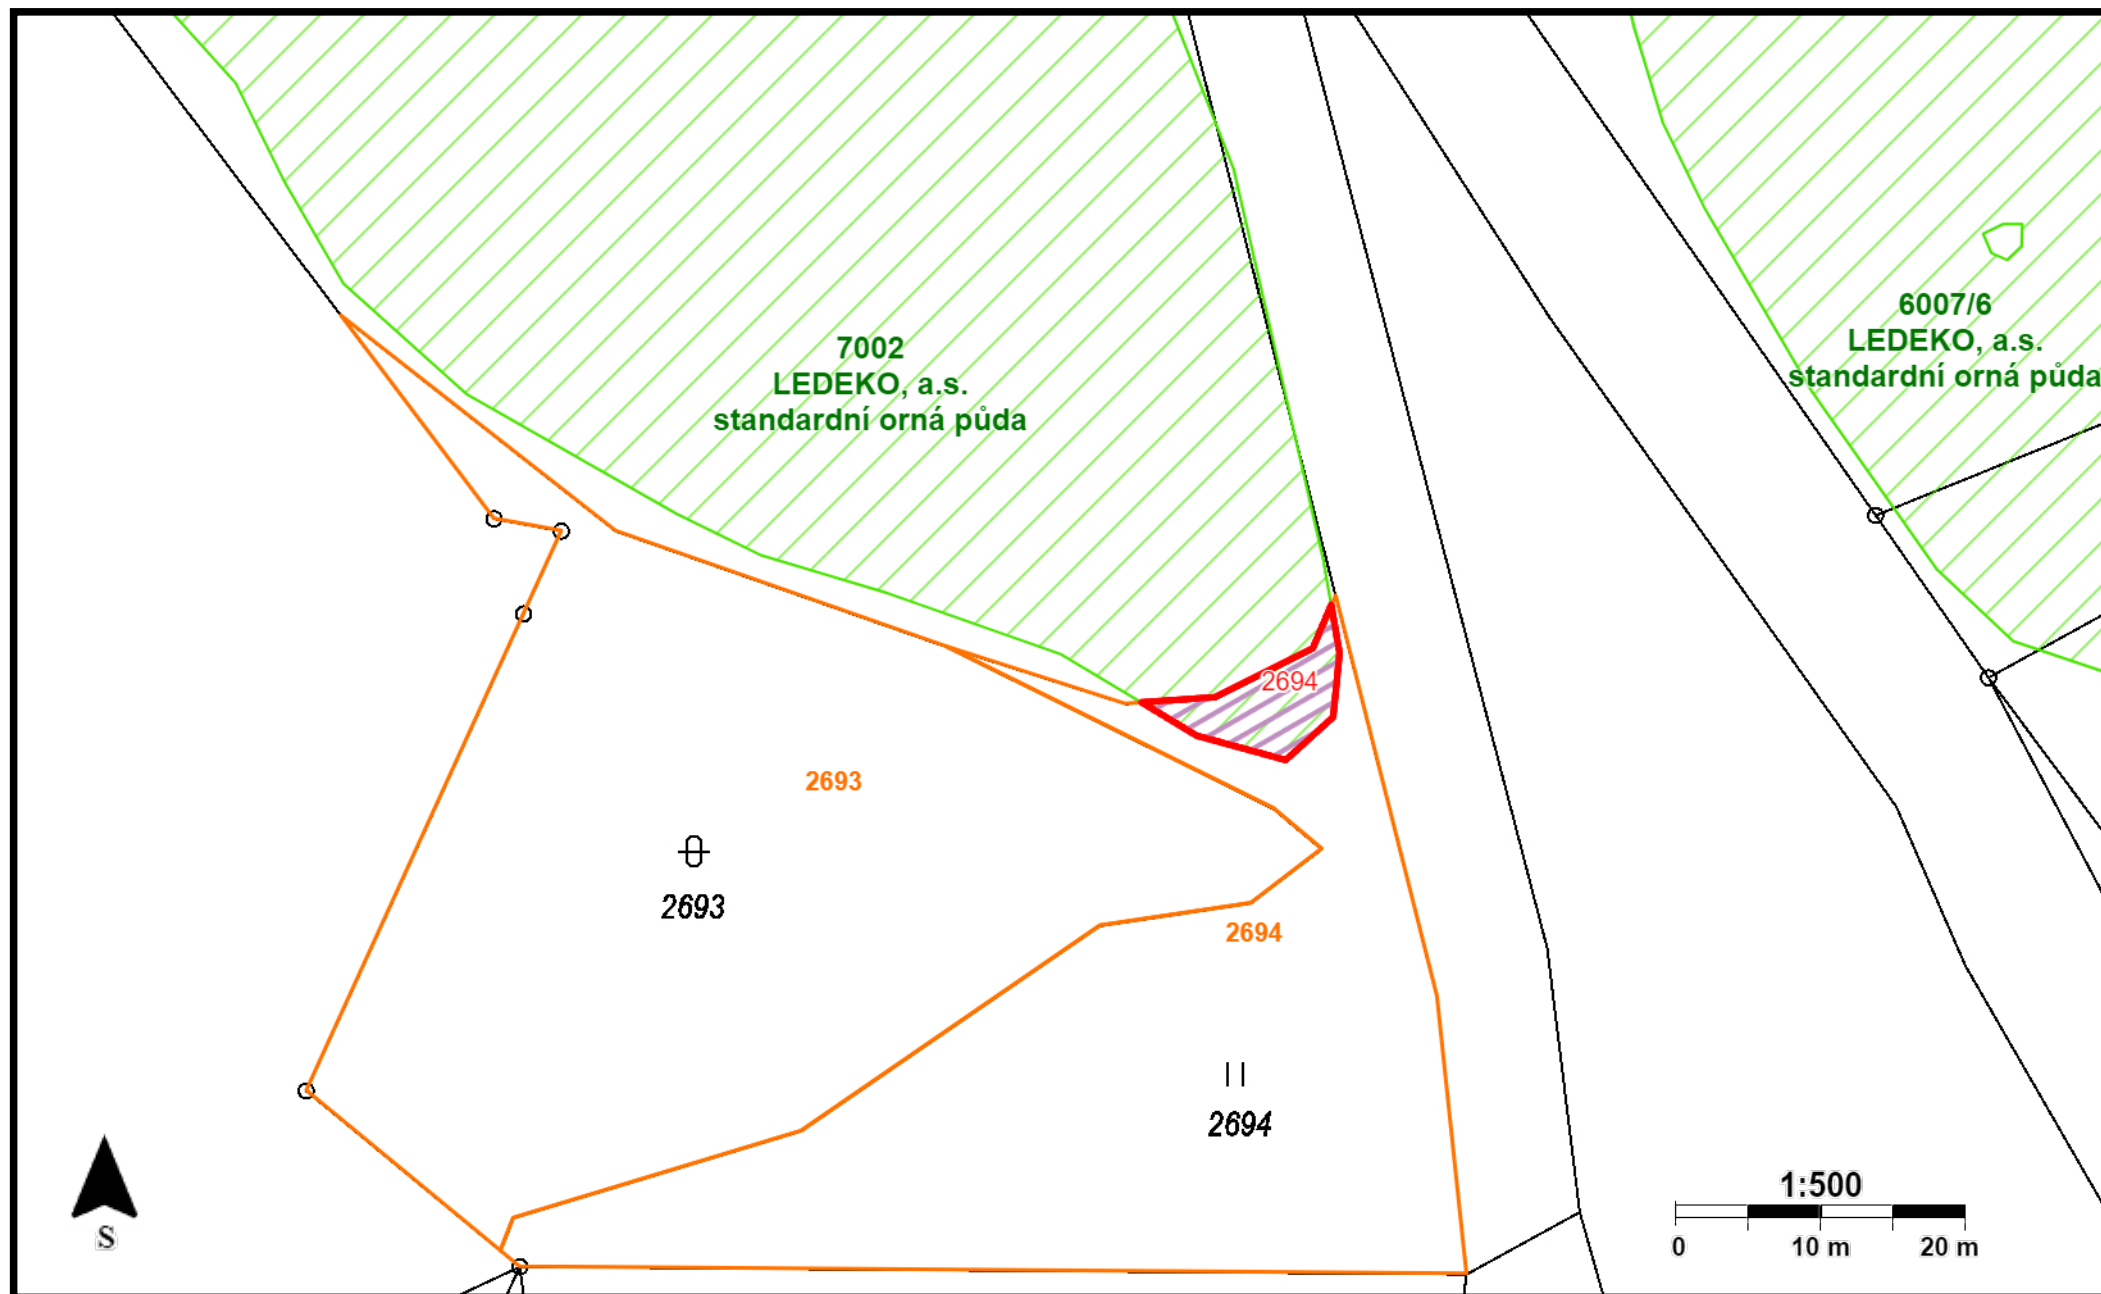 6007/6
LEDEKO, a.s.
standardní orná půda
7002
LEDEKO, a.s.
standardní orná půda
2694
2693
2693
2694
2694
1:500
0 10 m 20 m
S